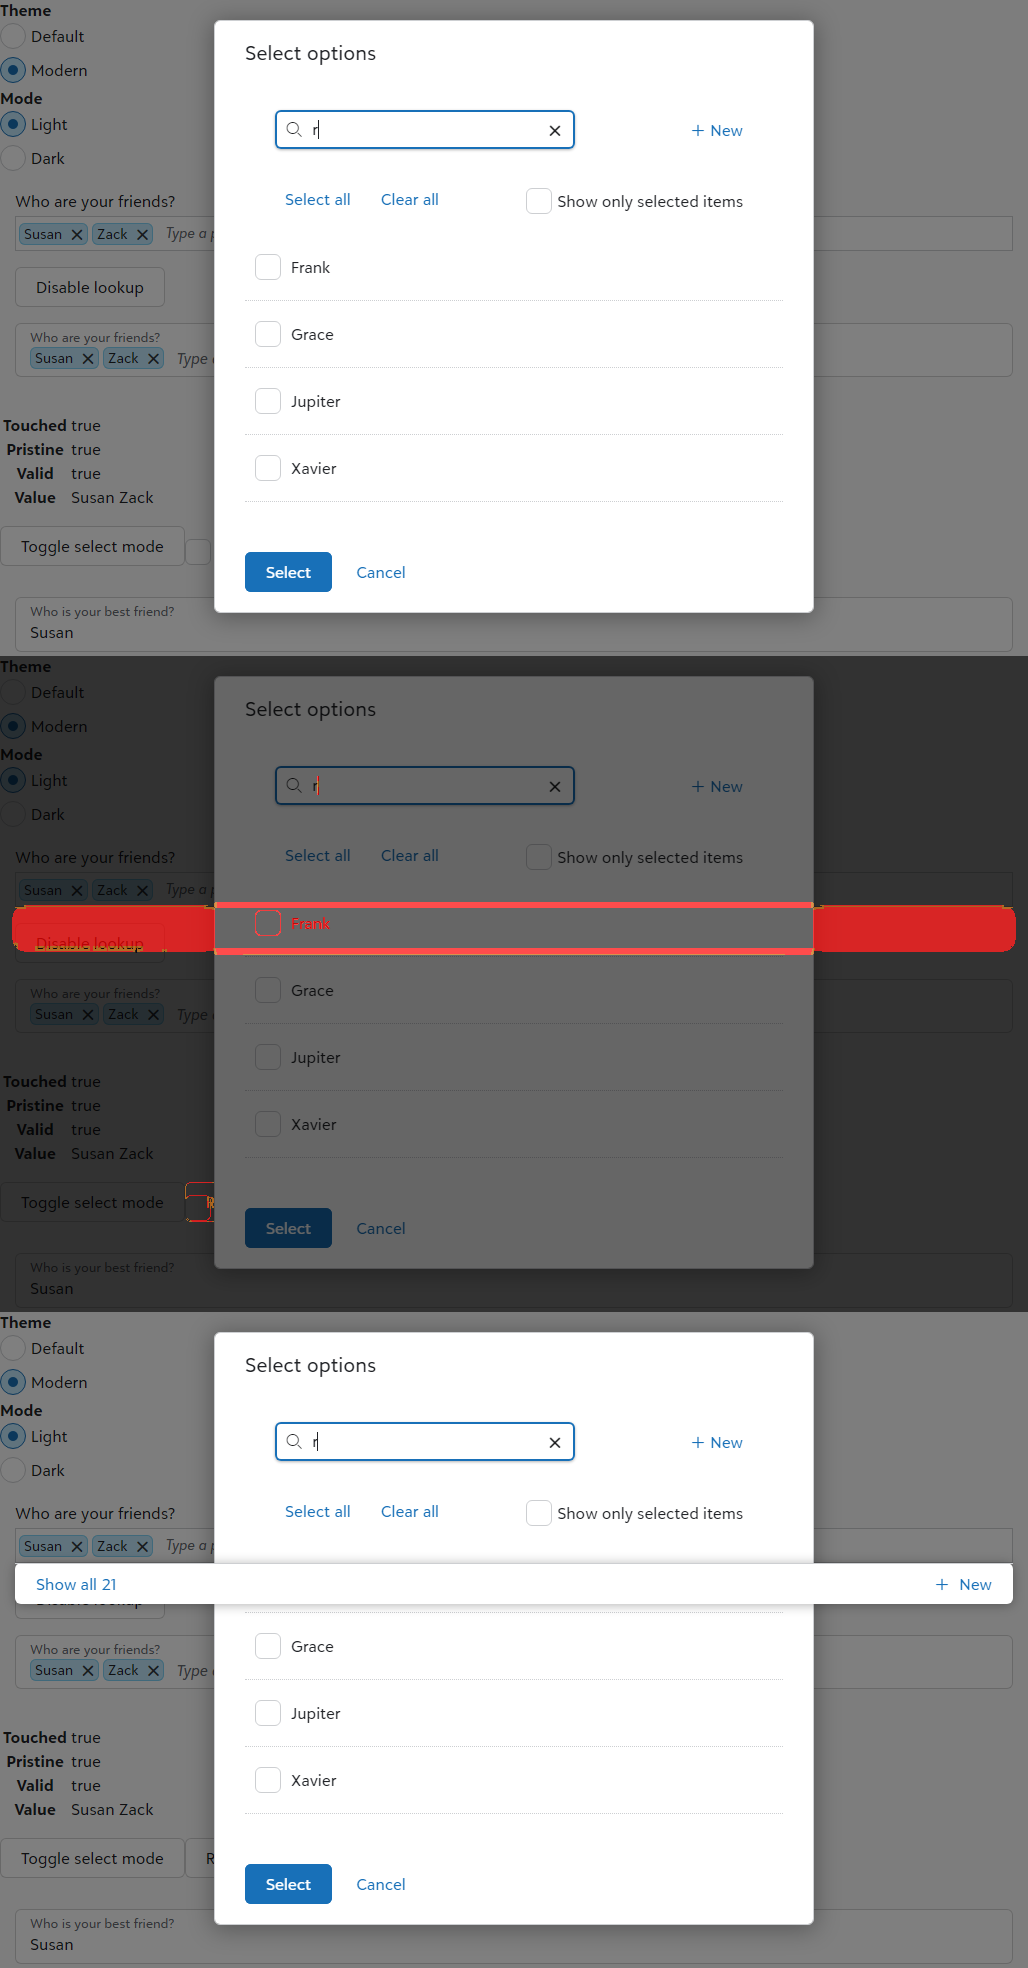 Theme
Default
Select options
Modern
Mode
Light
r
+ New
Dark
Who are your friends?
Select all
Clear all
Show only selected items
Susan
Zack
Type a p
Frank
Disable lookup
Who are your friends?
Susan
Zack
Type
Grace
Jupiter
Touched true
Pristine true
Valid true
Value Susan Zack
Xavier
Toggle select mode
Select
Cancel
Who is your best friend?
Susan
Theme
Default
Select options
Modern
Mode
Light
r
+ New
Dark
Who are your friends?
Select all
Clear all
Show only selected items
Susan
Zack
Type a p
Frank
Disable lookup
Who are your friends?
Susan
Zack
Type
Grace
Jupiter
Touched true
Pristine true
Valid true
Value Susan Zack
Xavier
Toggle select mode
Select
Cancel
Who is your best friend?
Susan
Theme
Default
Select options
Modern
Mode
Light
r
+ New
Dark
Who are your friends?
Select all
Clear all
Show only selected items
Susan
Zack
Type a p
Show all 21
+ New
Who are your friends?
Susan
Zack
Type
Grace
Jupiter
Touched true
Pristine true
Valid true
Value Susan Zack
Xavier
Toggle select mode
R
Select
Cancel
Who is your best friend?
Susan